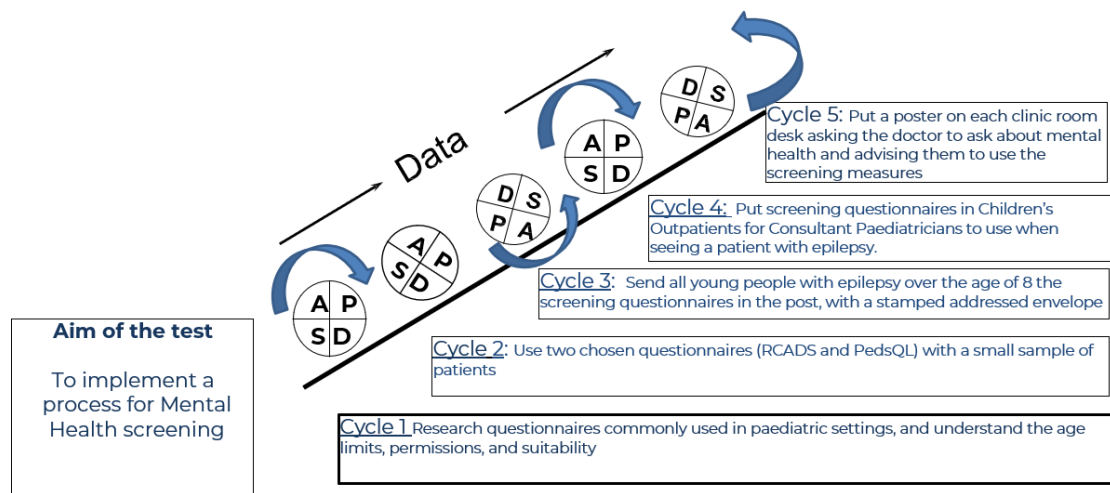 Data
D S
P A
A P
S D
D S
P A
A P
S D
A P
S D
Cycle 5: Put a poster on each clinic room
desk asking the doctor to ask about mental
health and advising them to use the
screening measures
Cycle 4: Put screening questionnaires in Children's
Outpatients for Consultant Paediatricians to use when
seeing a patient with epilepsy.
Cycle 3: Send all young people with epilepsy over the age of 8 the
screening questionnaires in the post, with a stamped addressed envelope
Cycle 2: Use two chosen questionnaires (RCADS and PedsQL) with a small sample of
patients
Cycle 1 Research questionnaires commonly used in paediatric settings, and understand the age
limits, permissions, and suitability
Aim of the test
To implement a
process for Mental
Health screening